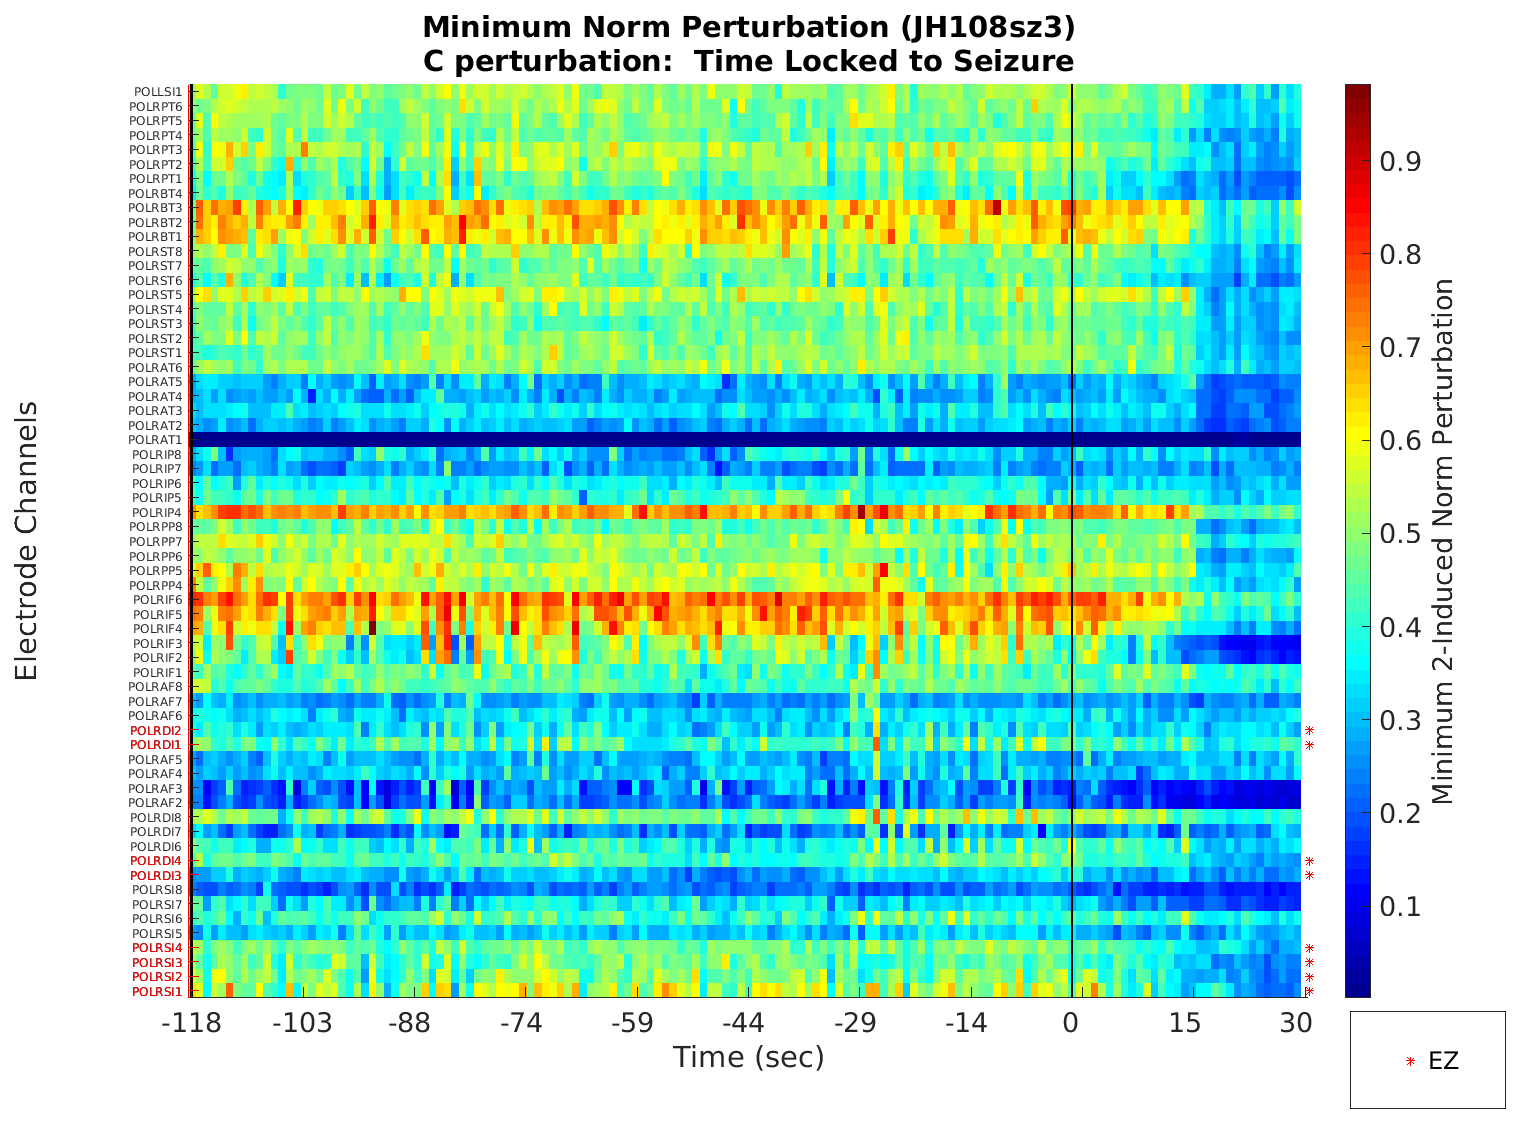 Minimum Norm Perturbation (JH108sz3)
C perturbation:  Time Locked to Seizure
Electrode Channels
POLLSI1
POLRPT6
POLRPT5
POLRPT4
POLRPT3
POLRPT2
POLRPT1
POLRBT4
POLRBT3
POLRBT2
POLRBT1
POLRST8
POLRST7
POLRST6
POLRST5
POLRST4
POLRST3
POLRST2
POLRST1
POLRAT6
POLRAT5
POLRAT4
POLRAT3
POLRAT2
POLRAT1
POLRIP8
POLRIP7
POLRIP6
POLRIP5
POLRIP4
POLRPP8
POLRPP7
POLRPP6
POLRPP5
POLRPP4
POLRIF6
POLRIF5
POLRIF4
POLRIF3
POLRIF2
POLRIF1
POLRAF8
POLRAF7
POLRAF6
POLRDI2
POLRDI1
POLRAF5
POLRAF4
POLRAF3
POLRAF2
POLRDI8
POLRDI7
POLRDI6
POLRDI4
POLRDI3
POLRSI8
POLRSI7
POLRSI6
POLRSI5
POLRSI4
POLRSI3
POLRSI2
POLRSI1
-118 -103 -88 -74 -59 -44 -29 -14 0 15 30
Time (sec)
0.9
0.8
0.7
0.6
0.5
0.4
0.3
0.2
0.1
Minimum 2-Induced Norm Perturbation
EZ